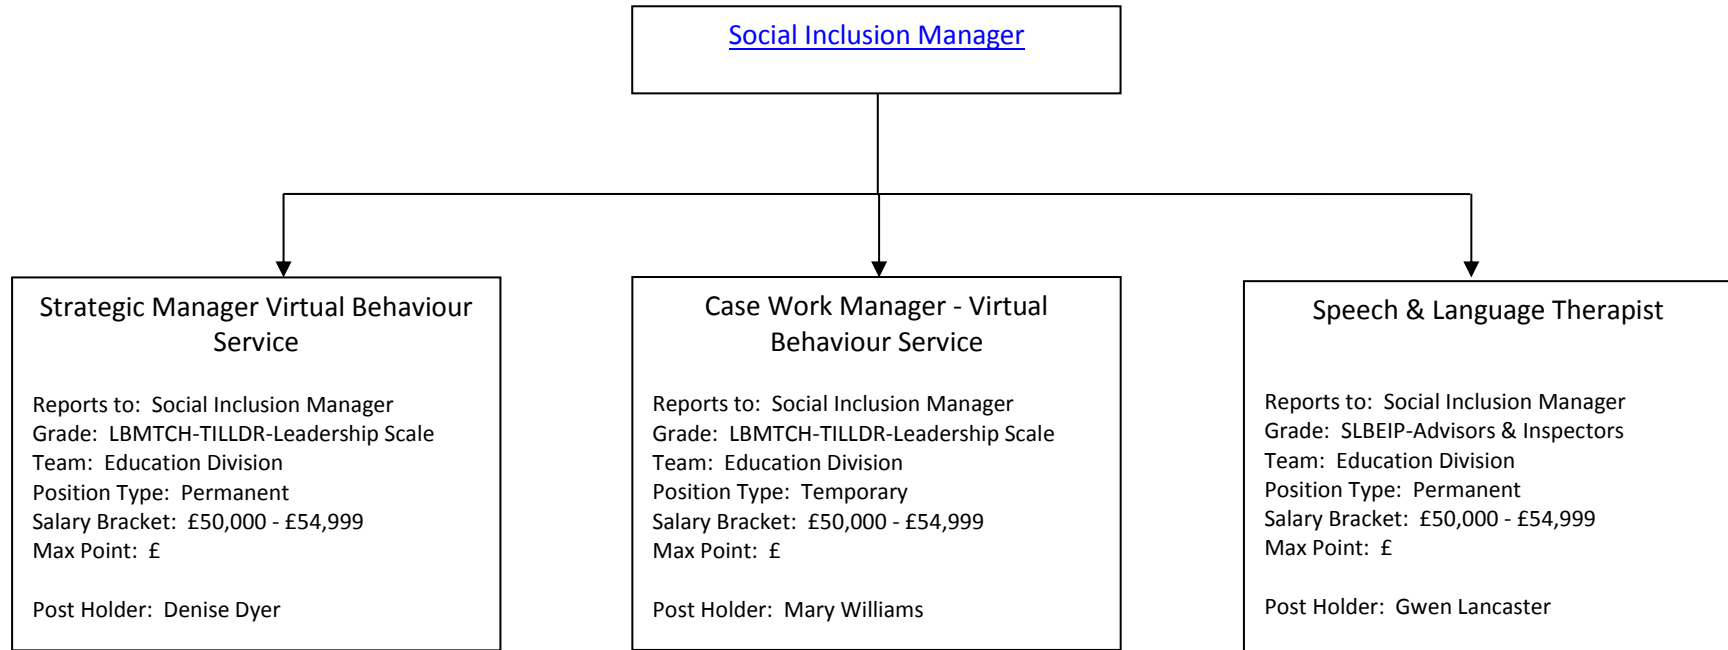 Social Inclusion Manager
Strategic Manager Virtual Behaviour
Service
Reports to: Social Inclusion Manager
Grade: LBMTCH-TILLDR-Leadership Scale
Team: Education Division
Position Type: Permanent
Salary Bracket: £50,000 - £54,999
Max Point: £
Post Holder: Denise Dyer
Case Work Manager - Virtual
Behaviour Service
Reports to: Social Inclusion Manager
Grade: LBMTCH-TILLDR-Leadership Scale
Team: Education Division
Position Type: Temporary
Salary Bracket: £50,000 - £54,999
Max Point: £
Post Holder: Mary Williams
Speech & Language Therapist
Reports to: Social Inclusion Manager
Grade: SLBEIP-Advisors & Inspectors
Team: Education Division
Position Type: Permanent
Salary Bracket: £50,000 - £54,999
Max Point: £
Post Holder: Gwen Lancaster